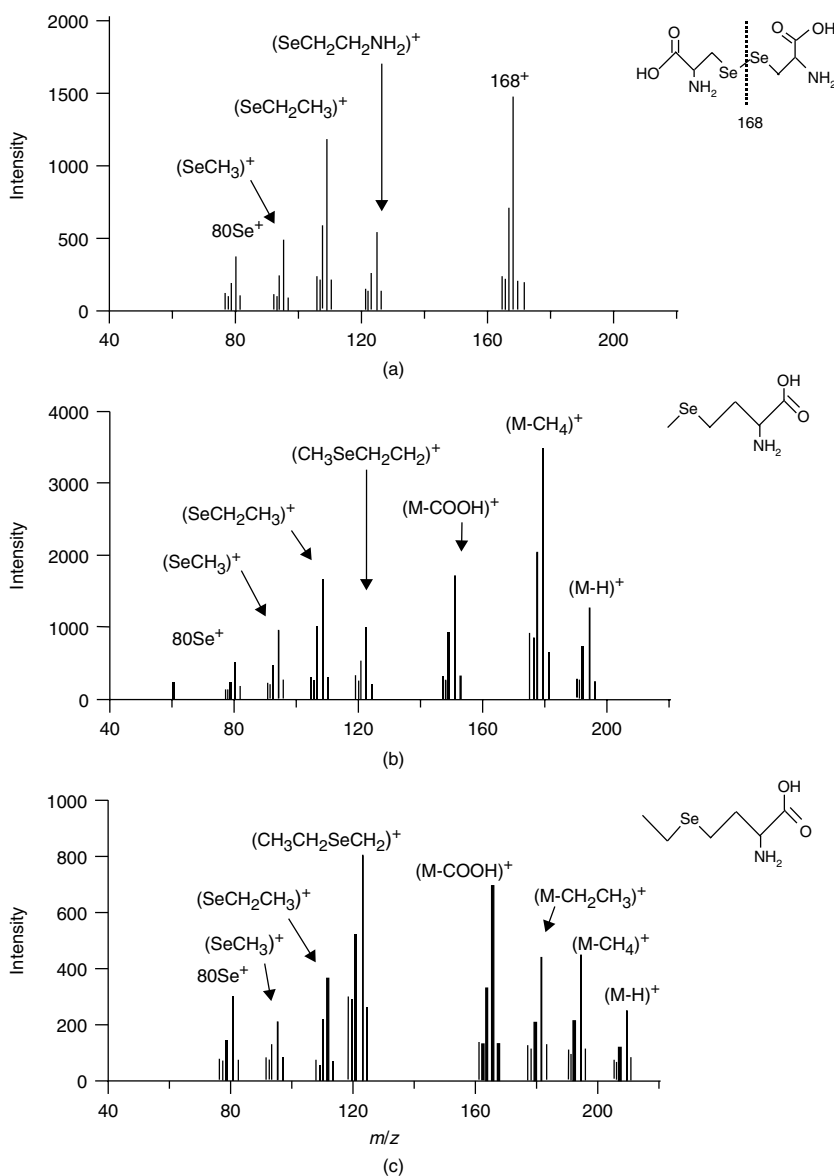 2000
1500
1000
500
0
Intensity
80Se⁺
(SeCH₃)⁺
(SeCH₂CH₃)⁺
(SeCH₂CH₂NH₂)⁺
168⁺
O
HO
NH₂
Se
Se
O
OH
NH₂
168
40 80 120 160 200
(a)
4000
3000
2000
1000
0
Intensity
80Se⁺
(SeCH₃)⁺
(SeCH₂CH₃)⁺
(CH₃SeCH₂CH₂)⁺
(M-COOH)⁺
(M-CH₄)⁺
(M-H)⁺
Se
OH
O
NH₂
40 80 120 160 200
(b)
1000
800
600
400
200
0
Intensity
80Se⁺
(SeCH₃)⁺
(SeCH₂CH₃)⁺
(CH₃CH₂SeCH₂)⁺
(M-COOH)⁺
(M-CH₂CH₃)⁺
(M-CH₄)⁺
(M-H)⁺
Se
OH
O
NH₂
40 80 120 160 200
m/z
(c)